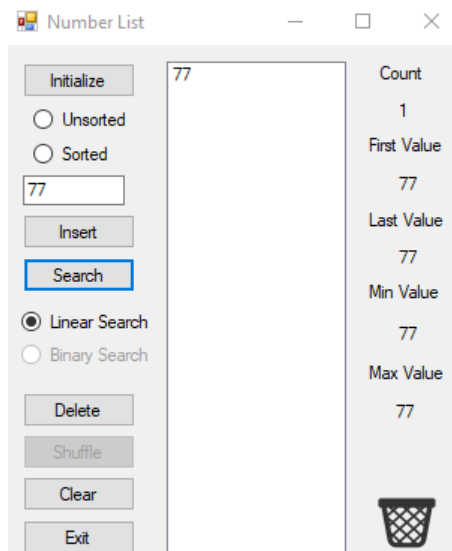 Number List
Initialize
Unsorted
Sorted
77
Insert
Search
Linear Search
Binary Search
Delete
Shuffle
Clear
Exit
77
Count
1
First Value
77
Last Value
77
Min Value
77
Max Value
77